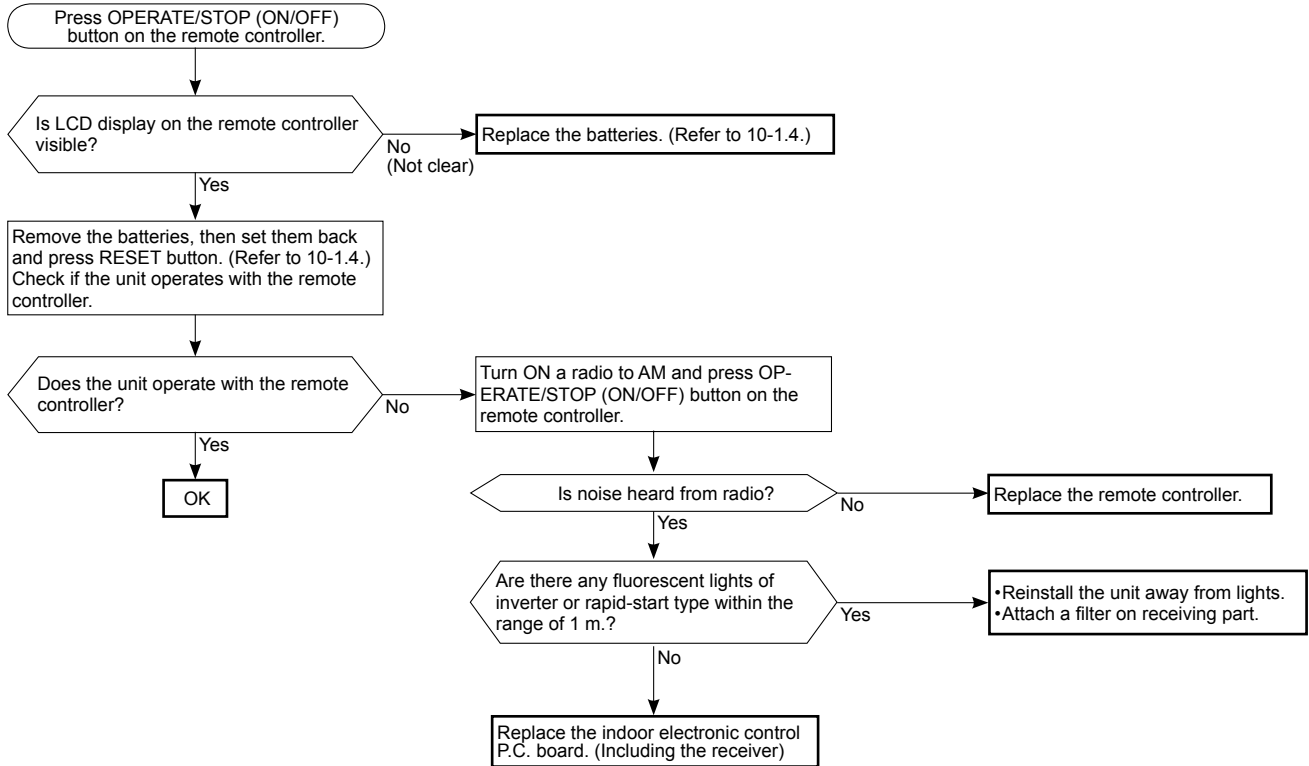 Press OPERATE/STOP (ON/OFF)
button on the remote controller.
Is LCD display on the remote controller
visible?
No
(Not clear)
Replace the batteries. (Refer to 10-1.4.)
Yes
Remove the batteries, then set them back
and press RESET button. (Refer to 10-1.4.)
Check if the unit operates with the remote
controller.
Does the unit operate with the remote
controller?
No
Turn ON a radio to AM and press OP-
ERATE/STOP (ON/OFF) button on the
remote controller.
Yes
OK
Is noise heard from radio?
No
Replace the remote controller.
Yes
Are there any fluorescent lights of
inverter or rapid-start type within the
range of 1 m.?
Yes
•Reinstall the unit away from lights.
•Attach a filter on receiving part.
No
Replace the indoor electronic control
P.C. board. (Including the receiver)